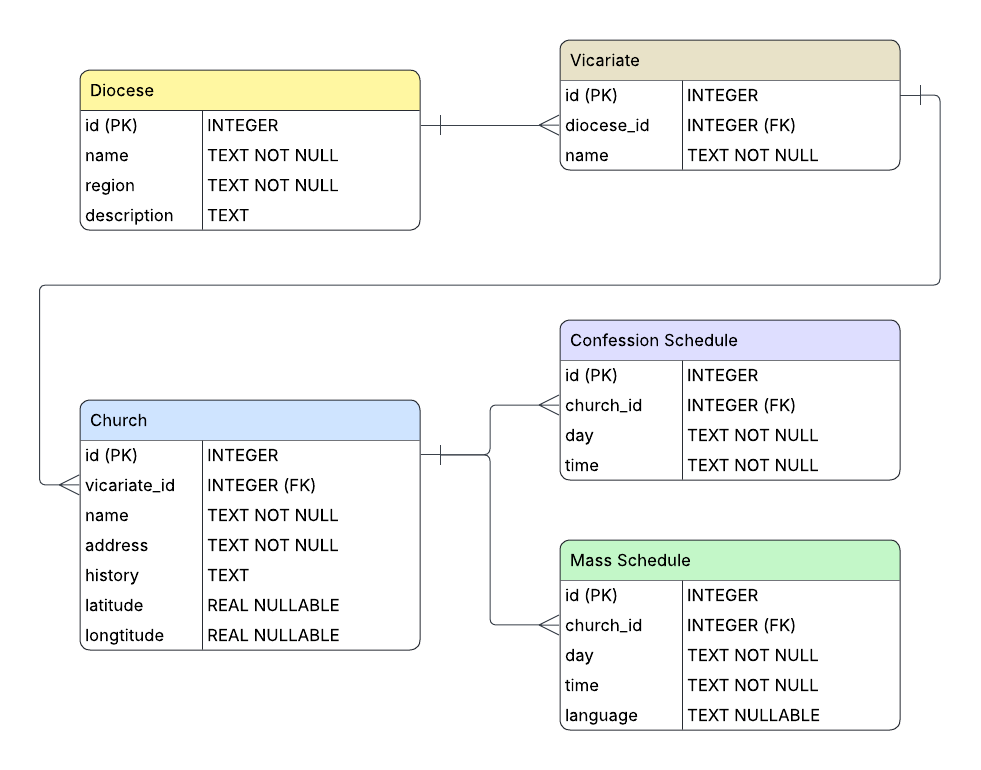 Diocese
id (PK) INTEGER
name TEXT NOT NULL
region TEXT NOT NULL
description TEXT
Vicariate
id (PK) INTEGER
diocese_id INTEGER (FK)
name TEXT NOT NULL
Church
id (PK) INTEGER
vicariate_id INTEGER (FK)
name TEXT NOT NULL
address TEXT NOT NULL
history TEXT
latitude REAL NULLABLE
longtitude REAL NULLABLE
Confession Schedule
id (PK) INTEGER
church_id INTEGER (FK)
day TEXT NOT NULL
time TEXT NOT NULL
Mass Schedule
id (PK) INTEGER
church_id INTEGER (FK)
day TEXT NOT NULL
time TEXT NOT NULL
language TEXT NULLABLE